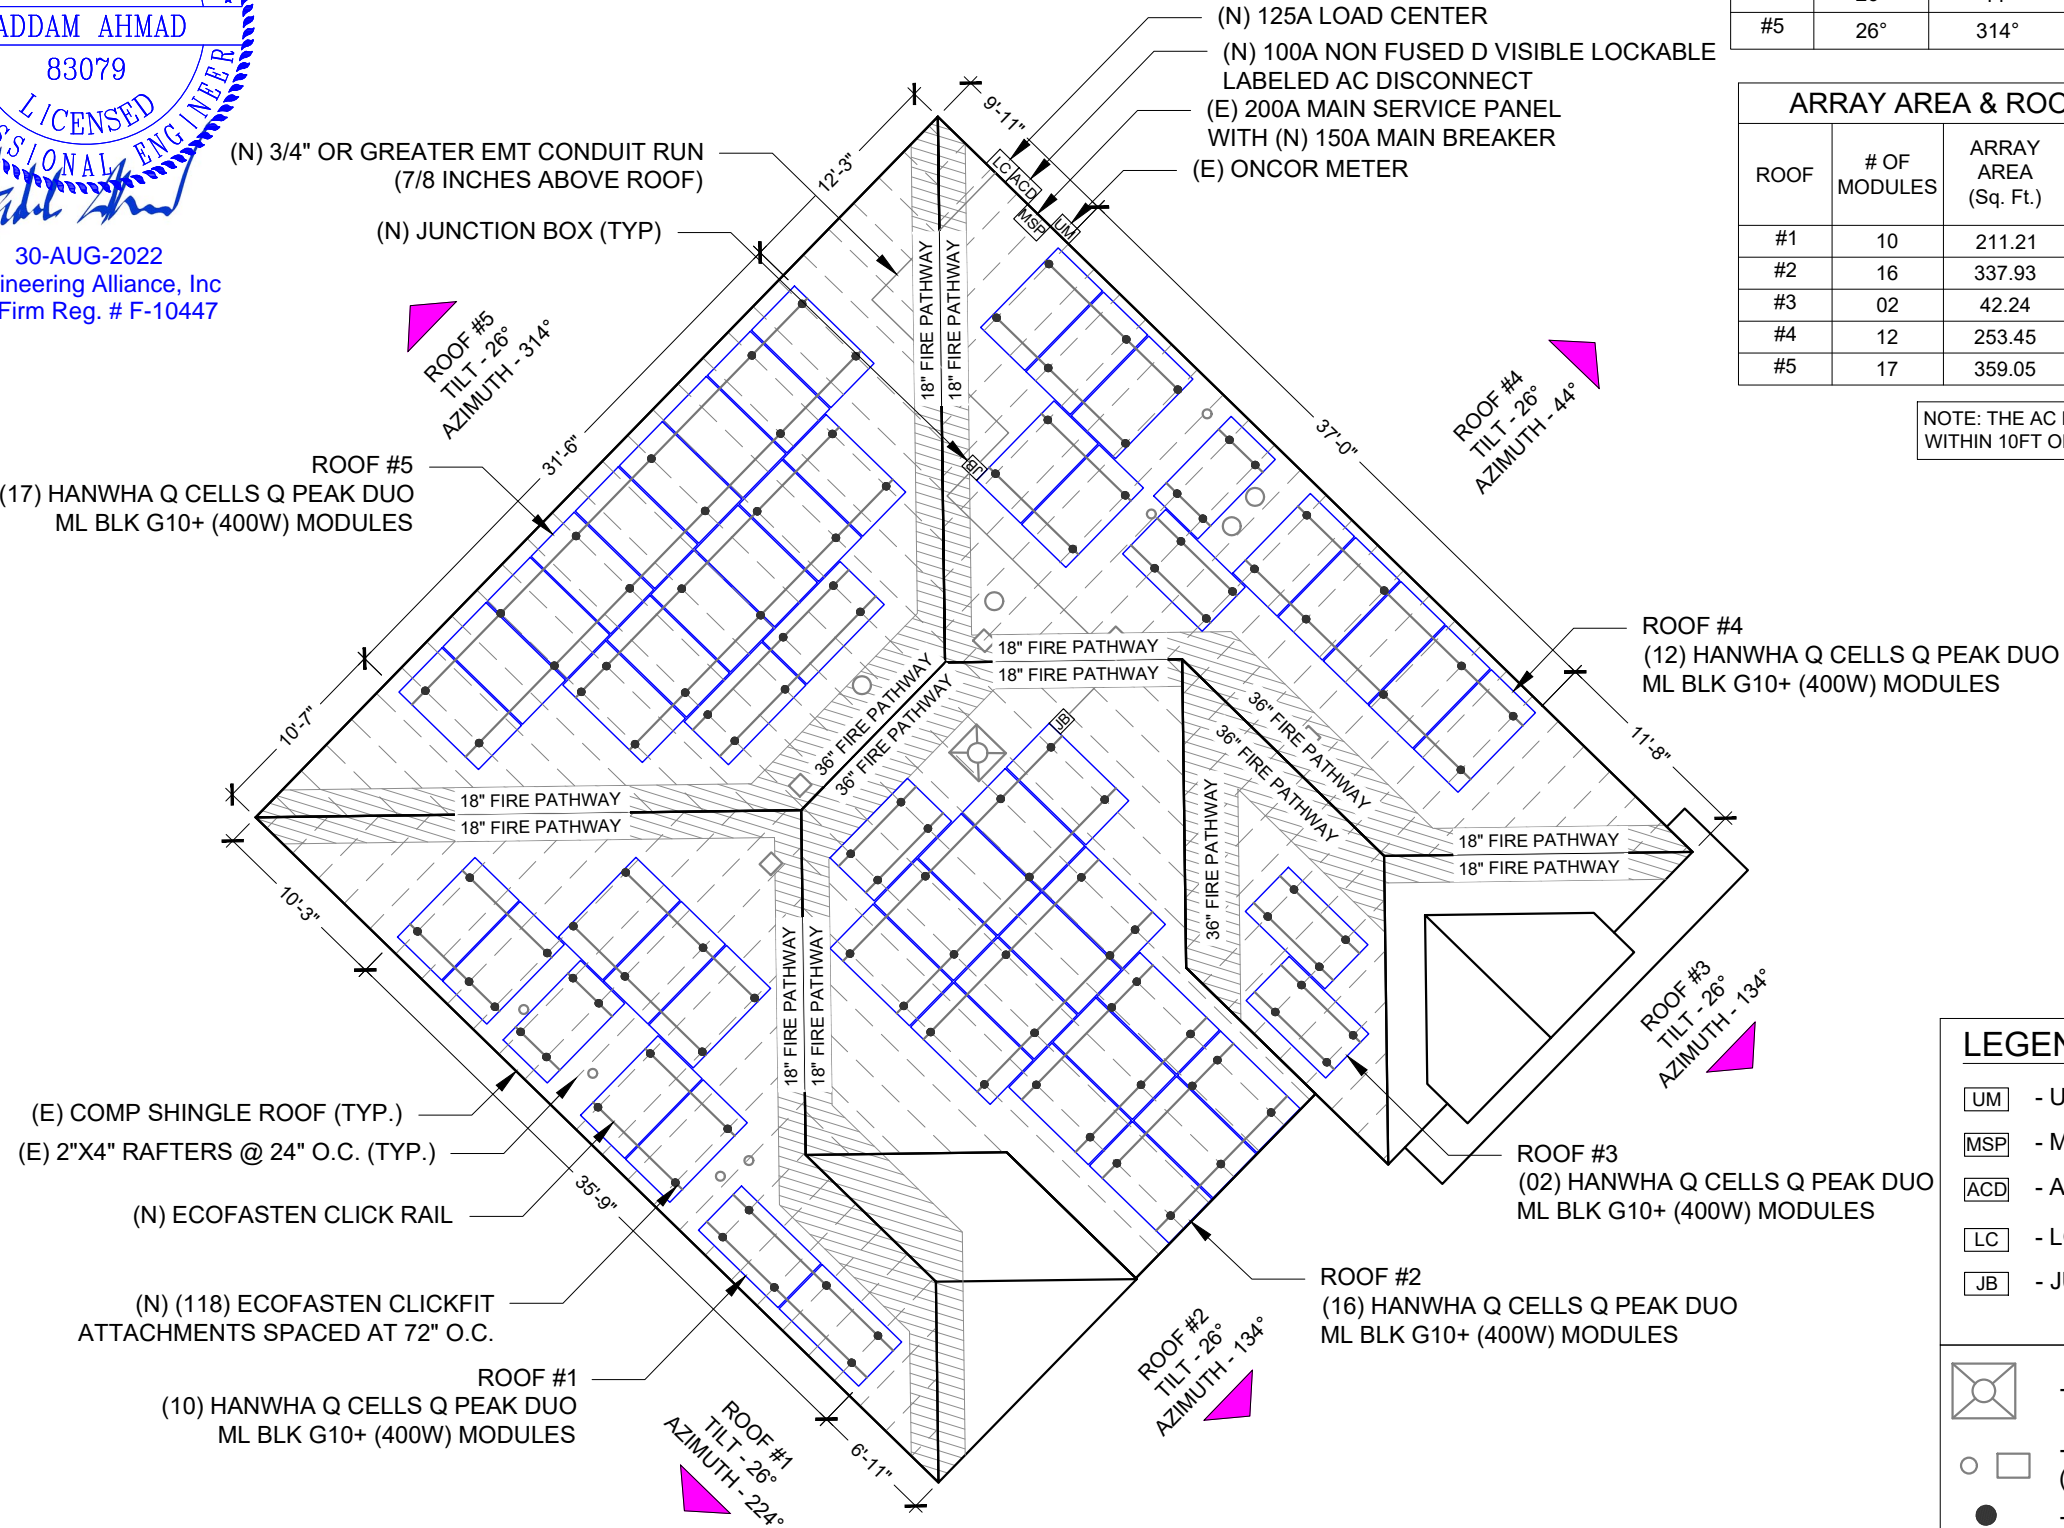 ADDAM AHMAD
83079
LICENSED
ENGINEER
30-AUG-2022
Alliance, Inc
Firm Reg. # F-10447
(N) 3/4" OR GREATER EMT CONDUIT RUN
(7/8 INCHES ABOVE ROOF)
(N) JUNCTION BOX (TYP)
(N) 125A LOAD CENTER
(N) 100A NON FUSED D VISIBLE LOCKABLE
LABELED AC DISCONNECT
(E) 200A MAIN SERVICE PANEL
WITH (N) 150A MAIN BREAKER
(E) ONCOR METER
#5 26° 314°
ARRAY AREA &
ROOF
# OF
MODULES
ARRAY
AREA
(Sq. Ft.)
#1 10 211.21
#2 16 337.93
#3 02 42.24
#4 12 253.45
#5 17 359.05
NOTE: THE AC
WITHIN 10FT
9'-11"
12'-3"
LC
ACD
MSP
UM
18" FIRE PATHWAY
18" FIRE PATHWAY
ROOF #5
TILT - 26°
AZIMUTH - 314°
ROOF #4
TILT - 26°
AZIMUTH - 44°
37'-0"
31'-6"
JB
ROOF #5
(17) HANWHA Q CELLS Q PEAK DUO
ML BLK G10+ (400W) MODULES
ROOF #4
(12) HANWHA Q CELLS Q PEAK DUO
ML BLK G10+ (400W) MODULES
18" FIRE PATHWAY
18" FIRE PATHWAY
36" FIRE PATHWAY
36" FIRE PATHWAY
36" FIRE PATHWAY
36" FIRE PATHWAY
JB
11'-8"
10'-7"
18" FIRE PATHWAY
18" FIRE PATHWAY
36" FIRE PATHWAY
18" FIRE PATHWAY
18" FIRE PATHWAY
10'-3"
18" FIRE PATHWAY
18" FIRE PATHWAY
ROOF #3
TILT - 26°
AZIMUTH - 134°
(E) COMP SHINGLE ROOF (TYP.)
(E) 2"X4" RAFTERS @ 24" O.C. (TYP.)
(N) ECOFASTEN CLICK RAIL
35'-9"
(N) (118) ECOFASTEN CLICKFIT
ATTACHMENTS SPACED AT 72" O.C.
ROOF #1
(10) HANWHA Q CELLS Q PEAK DUO
ML BLK G10+ (400W) MODULES
ROOF #3
(02) HANWHA Q CELLS Q PEAK DUO
ML BLK G10+ (400W) MODULES
ROOF #2
(16) HANWHA Q CELLS Q PEAK DUO
ML BLK G10+ (400W) MODULES
ROOF #2
TILT - 26°
AZIMUTH - 134°
ROOF #1
TILT - 26°
AZIMUTH - 224°
6'-11"
UM -
MSP -
ACD -
LC -
JB -